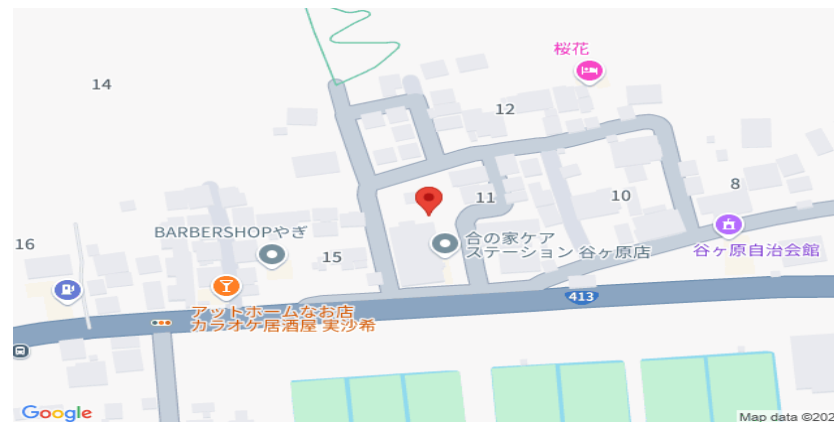 桜花
14
12
8
11
10
16
BARBERSHOPやぎ
15
合の家ケア
ステーション 谷ヶ原店
谷ヶ原自治会館
413
アットホームなお店
カラオケ居酒屋 実沙希
Google
Map data ©202